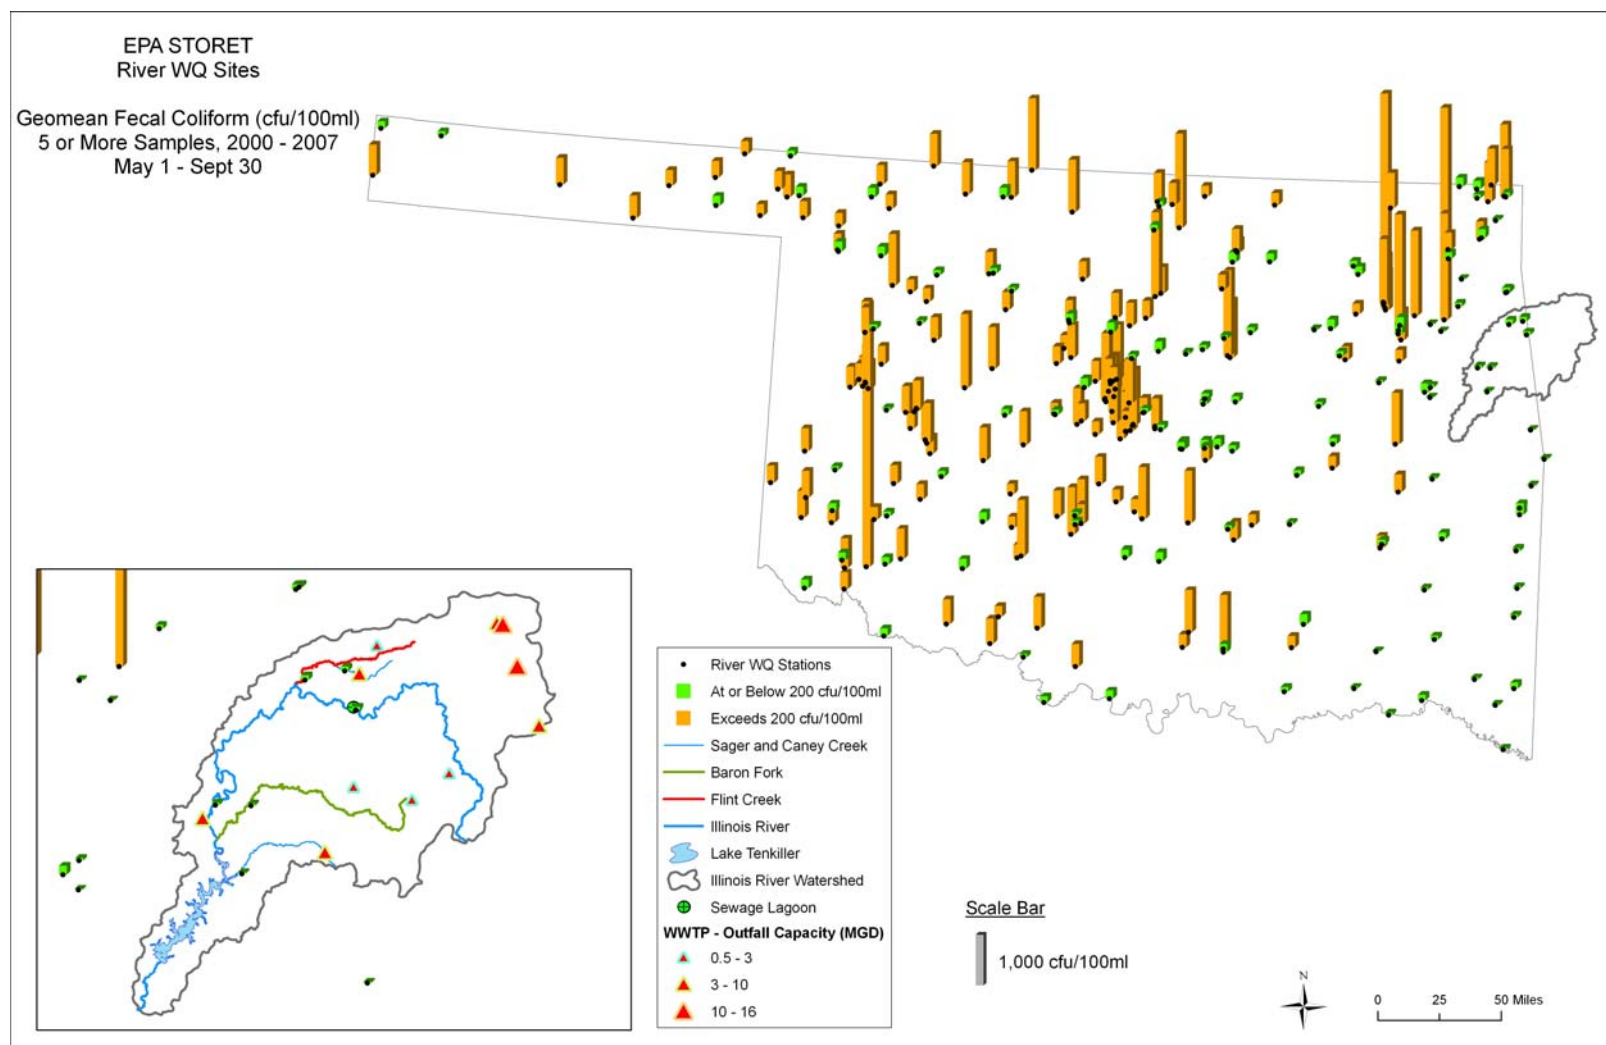 EPA STORET
River WQ Sites
Geomean Fecal Coliform (cfu/100ml)
5 or More Samples, 2000 - 2007
May 1 - Sept 30
River WQ Stations
At or Below 200 cfu/100ml
Exceeds 200 cfu/100ml
Sager and Caney Creek
Baron Fork
Flint Creek
Illinois River
Lake Tenkiller
Illinois River Watershed
Sewage Lagoon
WWTP - Outfall Capacity (MGD)
0.5 - 3
3 - 10
10 - 16
Scale Bar
1,000 cfu/100ml
N
0 25 50 Miles